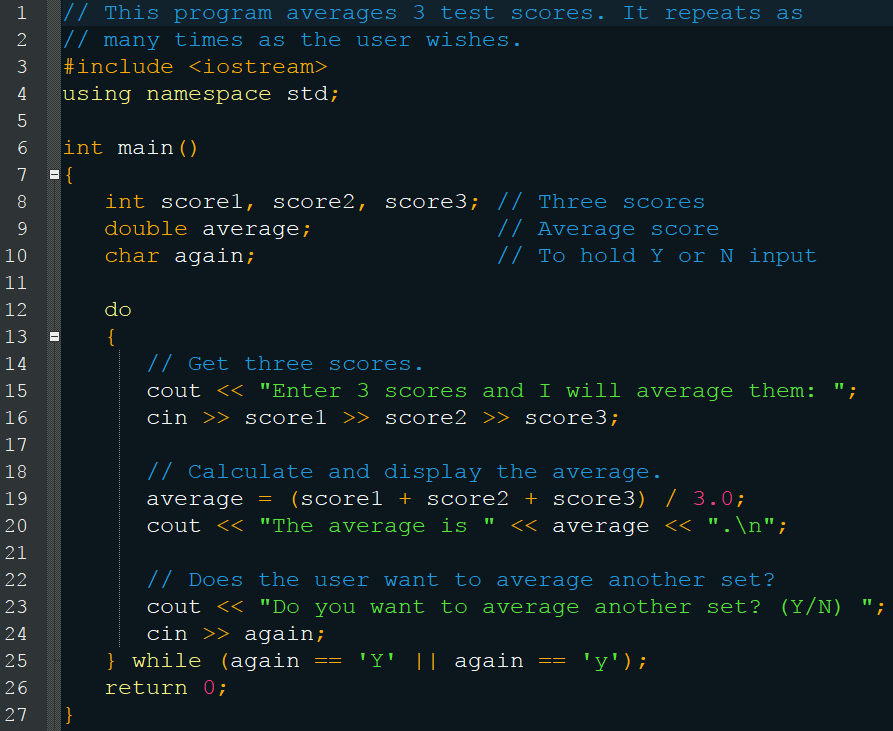 1 // This program averages 3 test scores. It repeats as
2 // many times as the user wishes.
3 #include <iostream>
4 using namespace std;
5
6 int main()
7 {
8    int score1, score2, score3; // Three scores
9    double average;             // Average score
10    char again;                 // To hold Y or N input
11
12    do
13    {
14       // Get three scores.
15       cout << "Enter 3 scores and I will average them: ";
16       cin >> score1 >> score2 >> score3;
17
18       // Calculate and display the average.
19       average = (score1 + score2 + score3) / 3.0;
20       cout << "The average is " << average << ".\n";
21
22       // Does the user want to average another set?
23       cout << "Do you want to average another set? (Y/N) ";
24       cin >> again;
25    } while (again == 'Y' || again == 'y');
26    return 0;
27 }